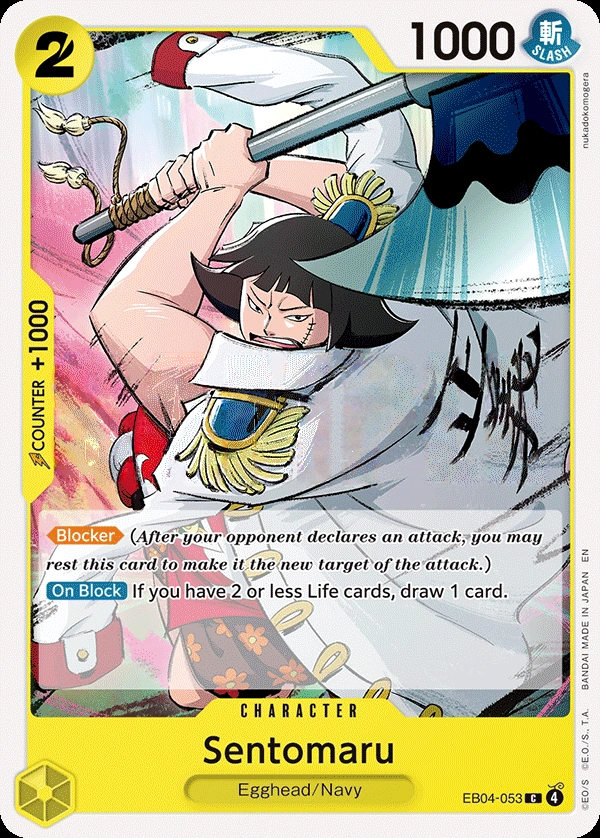 2
1000
斬
SLASH
nukadokomogera
COUNTER +1000
Blocker (After your opponent declares an attack, you may
rest this card to make it the new target of the attack.)
On Block If you have 2 or less Life cards, draw 1 card.
CHARACTER
Sentomaru
Egghead/Navy
EB04-053 C 4
©EO/S ©E.O./S., T.A. BANDAI MADE IN JAPAN EN